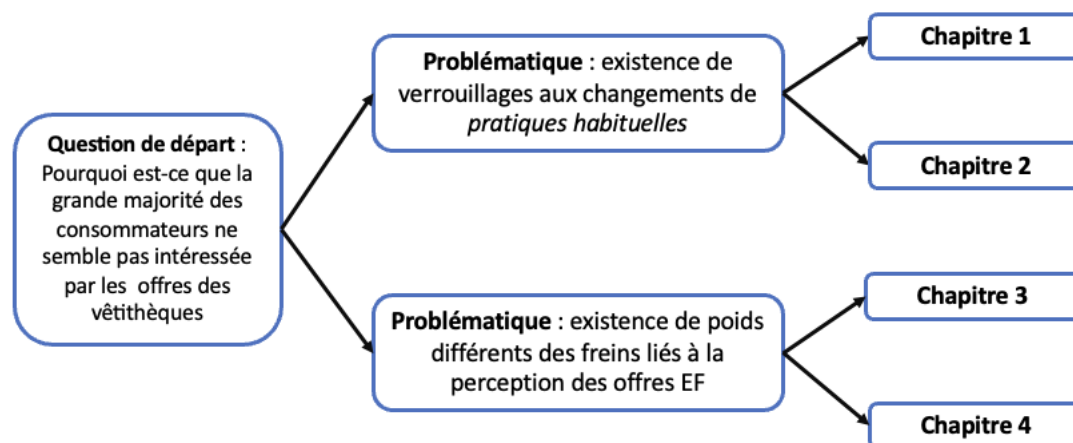 Question de départ :
Pourquoi est-ce que la
grande majorité des
consommateurs ne
semble pas intéressée
par les offres des
vêtithèques
Problématique : existence de
verrouillages aux changements de
pratiques habituelles
Problématique : existence de poids
différents des freins liés à la
perception des offres EF
Chapitre 1
Chapitre 2
Chapitre 3
Chapitre 4